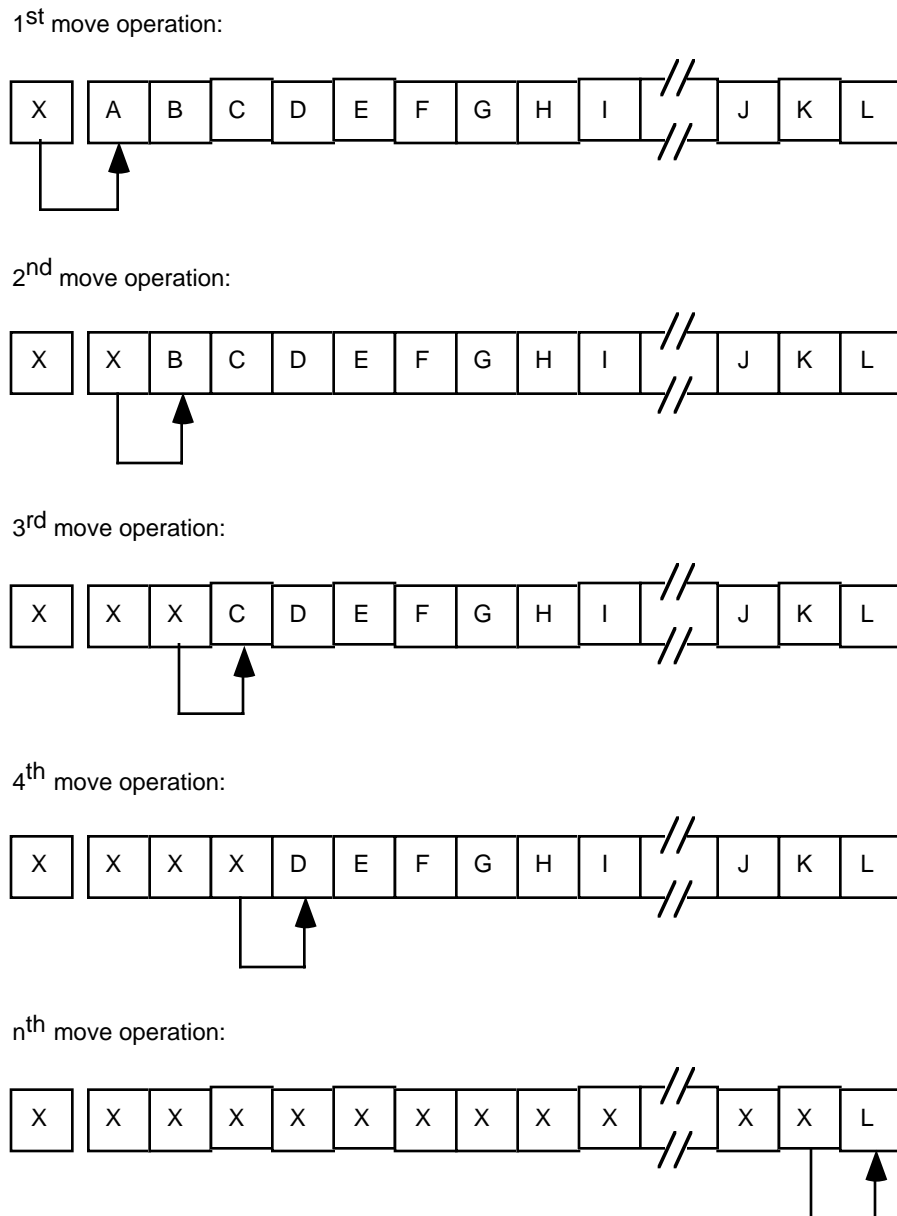 1st move operation:
X A B C D E F G H I J K L
2nd move operation:
X X B C D E F G H I J K L
3rd move operation:
X X X C D E F G H I J K L
4th move operation:
X X X X D E F G H I J K L
nth move operation:
X X X X X X X X X X X X L